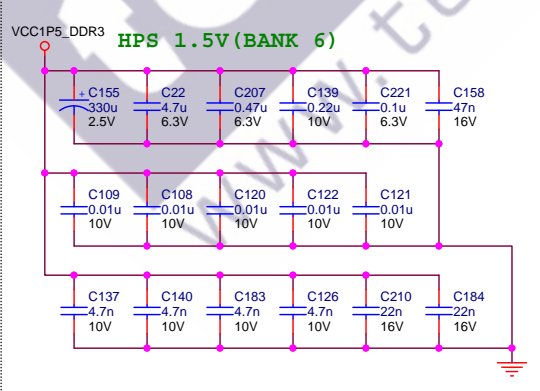 VCC1P5_DDR3
HPS 1.5V(BANK 6)
+ C155 C22 C207 C139 C221 C158
330u 4.7u 0.47u 0.22u 0.1u 47n
2.5V 6.3V 6.3V 10V 6.3V 16V
C109 C108 C120 C122 C121
0.01u 0.01u 0.01u 0.01u 0.01u
10V 10V 10V 10V 10V
C137 C140 C183 C126 C210 C184
4.7n 4.7n 4.7n 4.7n 22n 22n
10V 10V 10V 10V 16V 16V
www.t